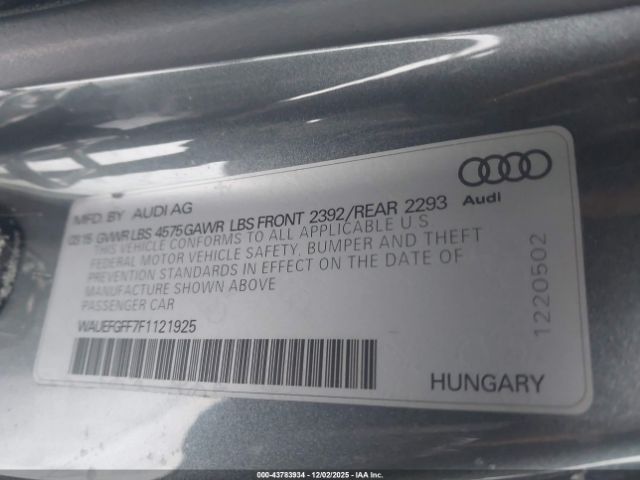 Audi
MFD. BY AUDI AG
03/15 GVWR LBS 4575 GAWR LBS FRONT 2392/REAR 2293
THIS VEHICLE CONFORMS TO ALL APPLICABLE U.S
FEDERAL MOTOR VEHICLE SAFETY, BUMPER AND THEFT
PREVENTION STANDARDS IN EFFECT ON THE DATE OF
MANUFACTURE SHOWN ABOVE
PASSENGER CAR
WAUEFGFF7F1121925
HUNGARY
1220502
000-43783934 - 12/02/2025 - IAA Inc.